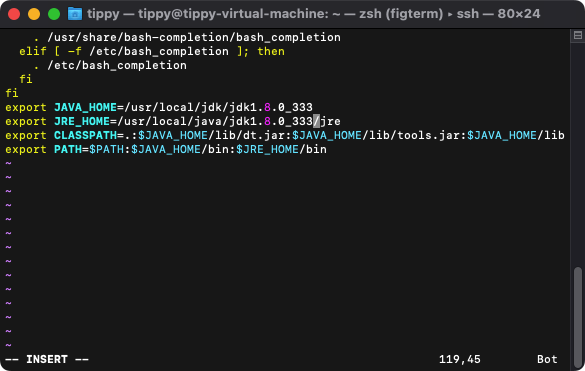 tippy — tippy@tippy-virtual-machine: ~ — zsh (figterm) ▸ ssh — 80×24
. /usr/share/bash-completion/bash_completion
elif [ -f /etc/bash_completion ]; then
. /etc/bash_completion
fi
fi
export JAVA_HOME=/usr/local/jdk/jdk1.8.0_333
export JRE_HOME=/usr/local/java/jdk1.8.0_333/jre
export CLASSPATH=.:$JAVA_HOME/lib/dt.jar:$JAVA_HOME/lib/tools.jar:$JAVA_HOME/lib
export PATH=$PATH:$JAVA_HOME/bin:$JRE_HOME/bin
~
~
~
~
~
~
~
~
~
~
~
~
~
~
-- INSERT -- 119,45 Bot